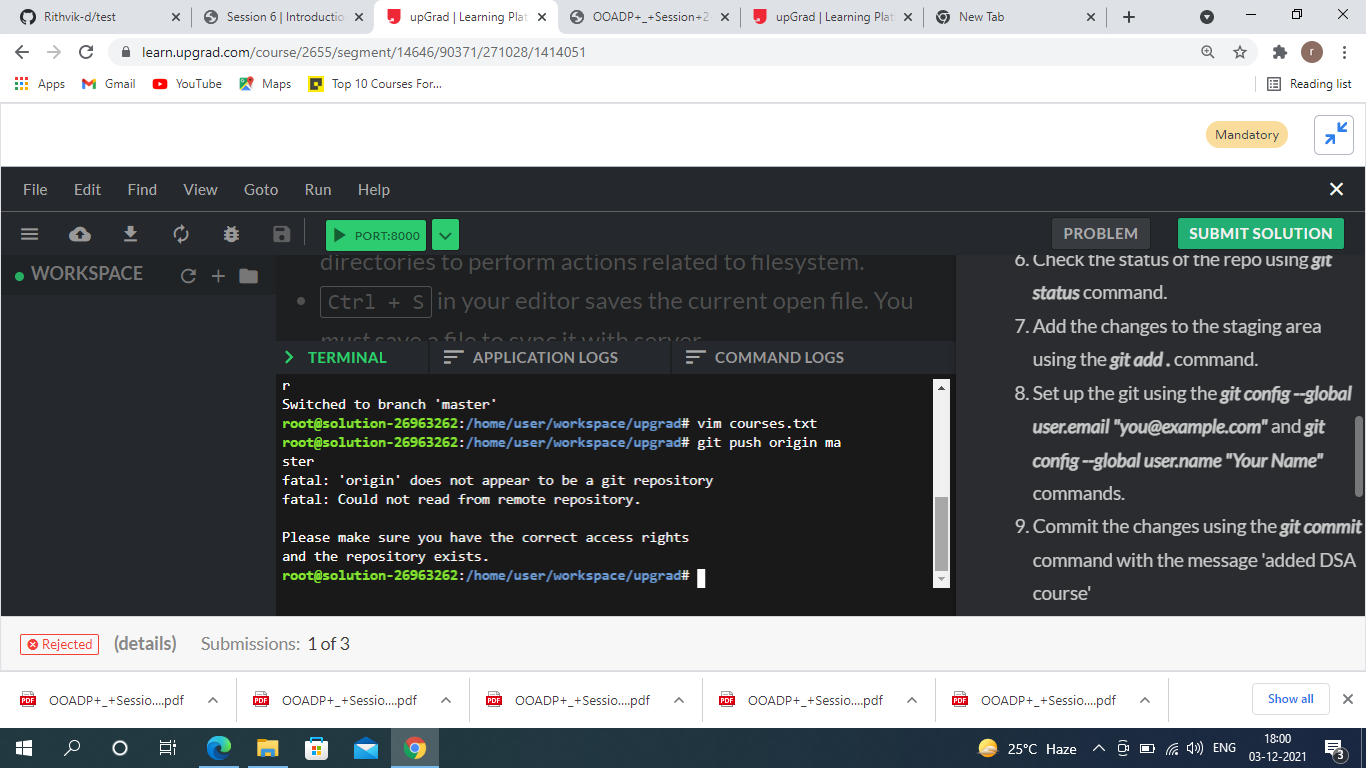 Rithvik-d/test
Session 6 | Introductio
upGrad | Learning Plat
OOADP+_+Session+2
upGrad | Learning Plat
New Tab
learn.upgrad.com/course/2655/segment/14646/90371/271028/1414051
r
Apps
Gmail
YouTube
Maps
Top 10 Courses For...
Reading list
Mandatory
File Edit Find View Goto Run Help
PORT:8000
PROBLEM
SUBMIT SOLUTION
WORKSPACE
directories to perform actions related to filesystem.
Ctrl + S in your editor saves the current open file. You
must save a file to sync it with server.
TERMINAL
APPLICATION LOGS
COMMAND LOGS
r
Switched to branch 'master'
root@solution-26963262:/home/user/workspace/upgrad# vim courses.txt
root@solution-26963262:/home/user/workspace/upgrad# git push origin ma
ster
fatal: 'origin' does not appear to be a git repository
fatal: Could not read from remote repository.
Please make sure you have the correct access rights
and the repository exists.
root@solution-26963262:/home/user/workspace/upgrad#
6. Check the status of the repo using git
status command.
7. Add the changes to the staging area
using the git add . command.
8. Set up the git using the git config --global
user.email "you@example.com" and git
config --global user.name "Your Name"
commands.
9. Commit the changes using the git commit
command with the message 'added DSA
course'
Rejected (details) Submissions: 1 of 3
OOADP+_+Sessio....pdf
OOADP+_+Sessio....pdf
OOADP+_+Sessio....pdf
OOADP+_+Sessio....pdf
OOADP+_+Sessio....pdf
Show all
25°C Haze
ENG
18:00
03-12-2021
3